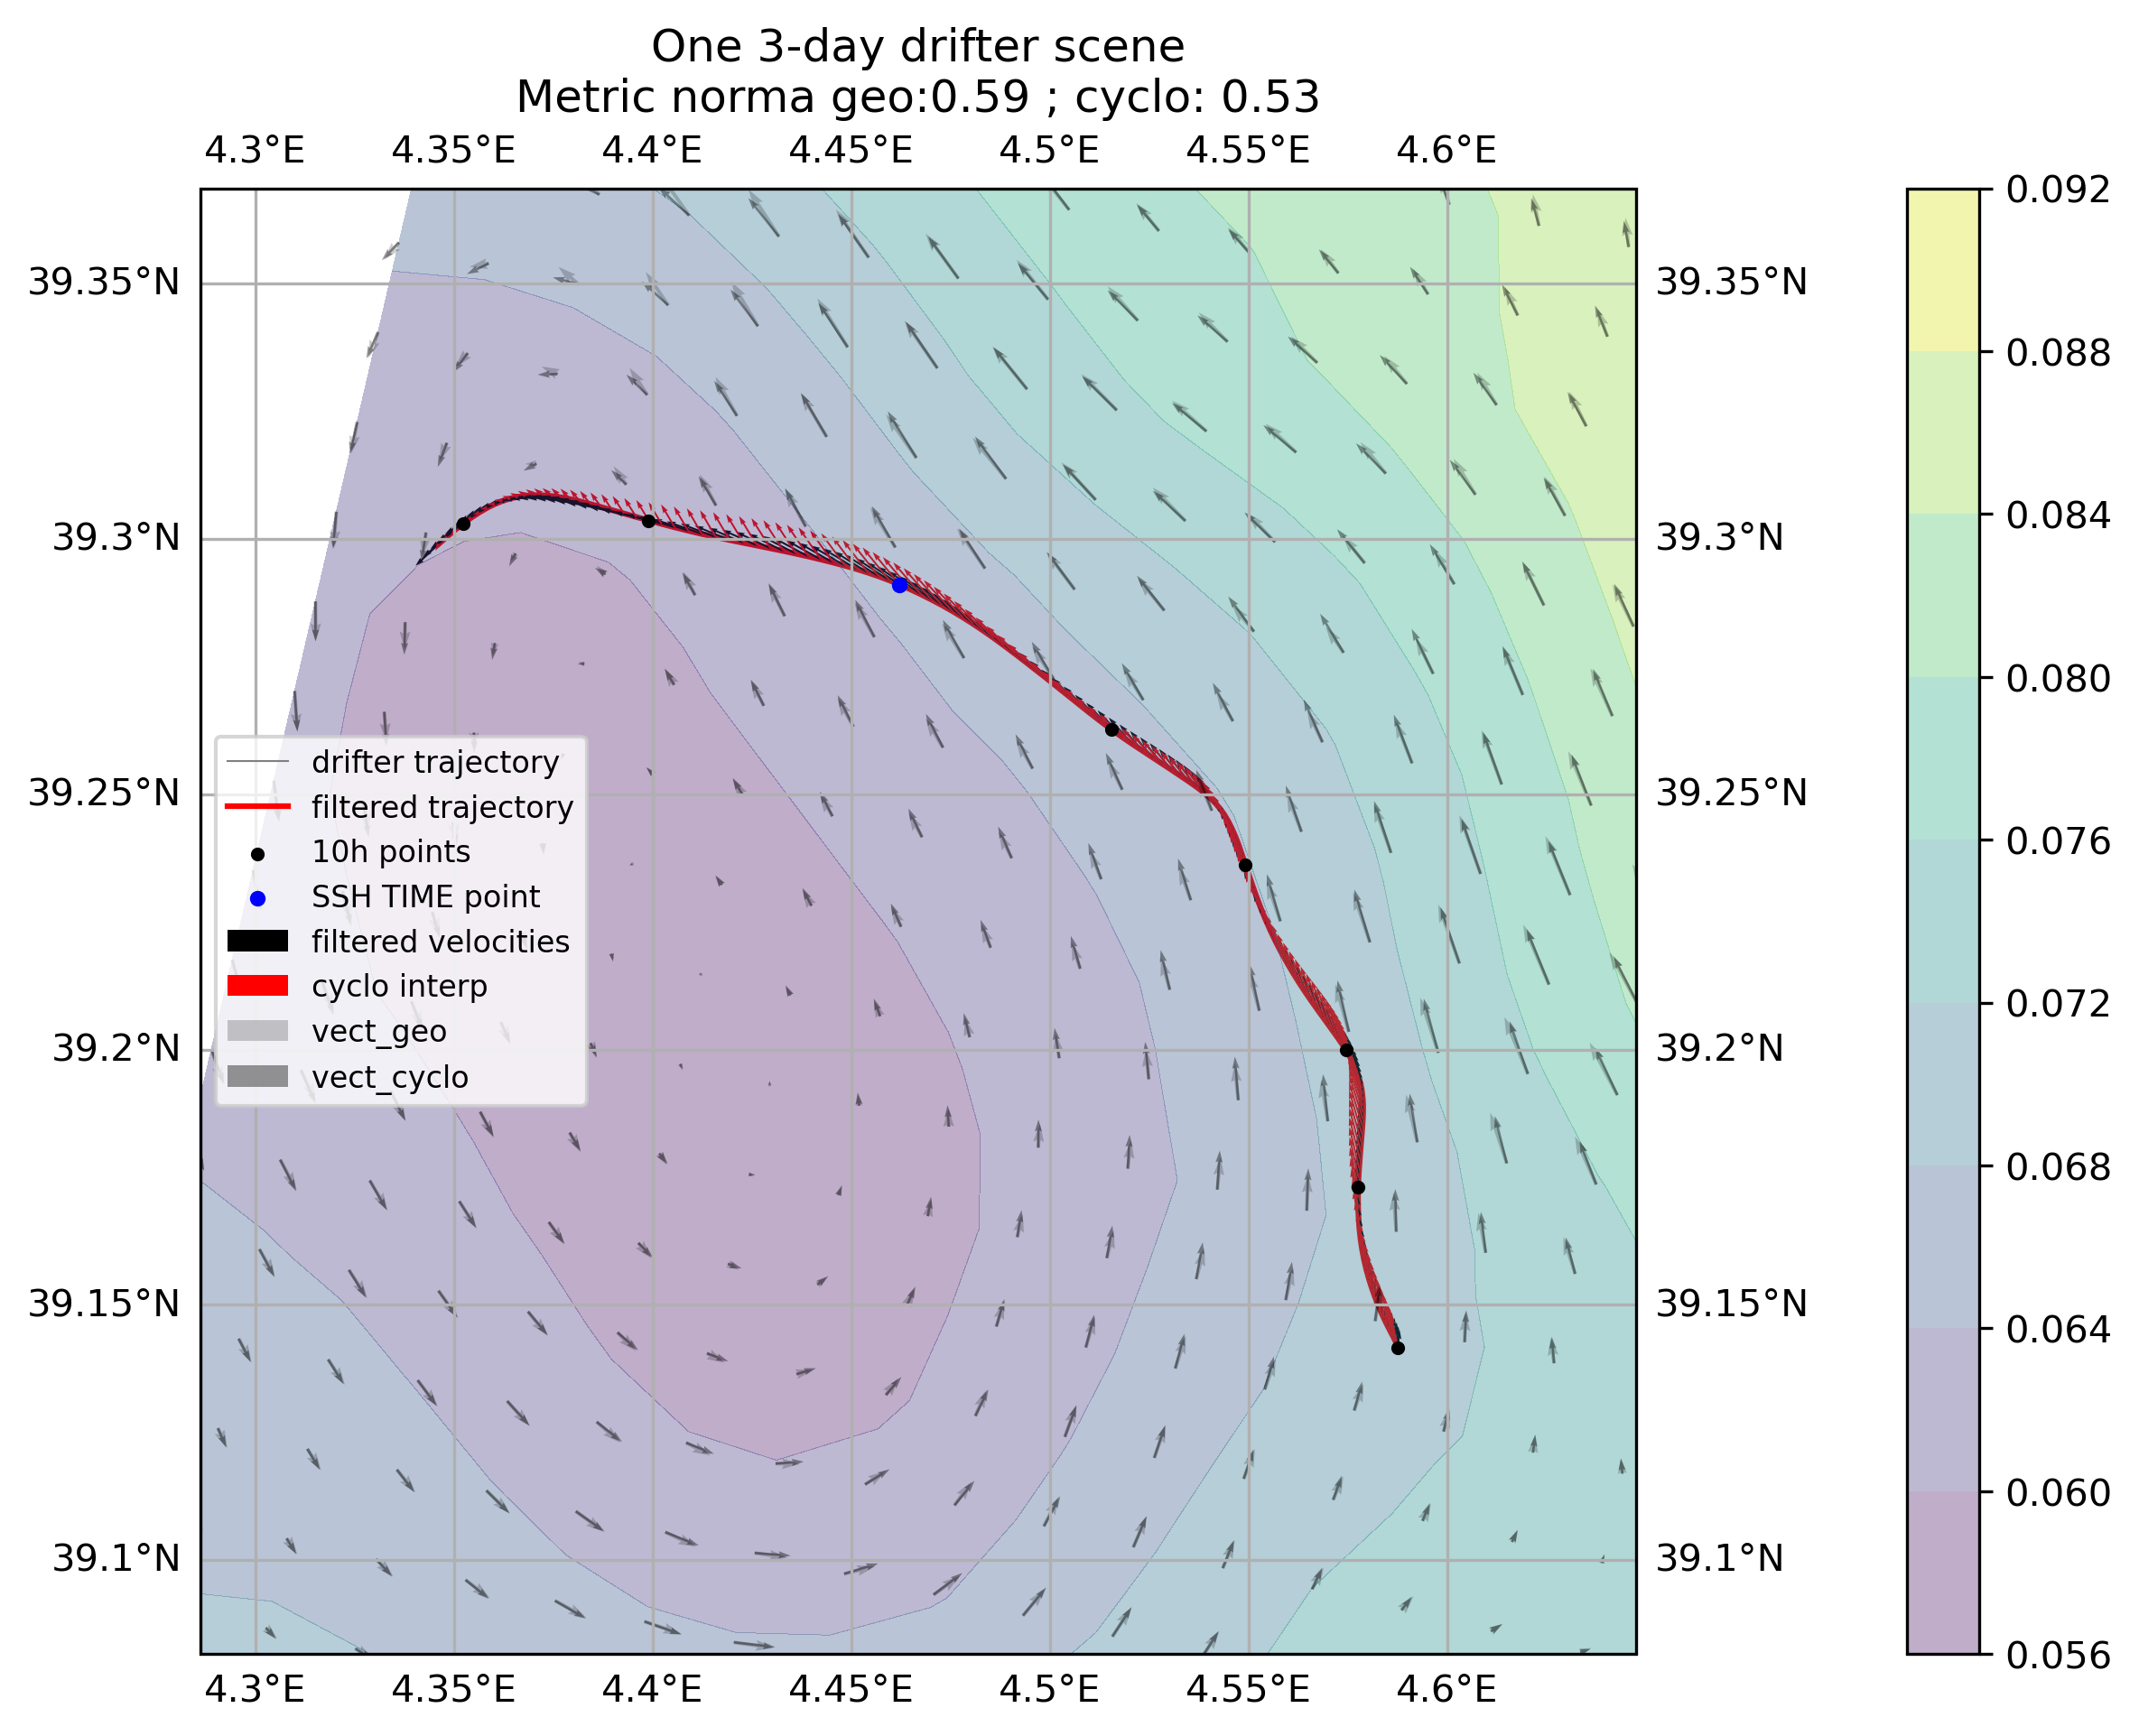 One 3-day drifter scene
Metric norma geo:0.59 ; cyclo: 0.53
4.3°E 4.35°E 4.4°E 4.45°E 4.5°E 4.55°E 4.6°E
39.35°N 39.35°N
39.3°N 39.3°N
39.25°N 39.25°N
39.2°N 39.2°N
39.15°N 39.15°N
39.1°N 39.1°N
drifter trajectory
filtered trajectory
10h points
SSH TIME point
filtered velocities
cyclo interp
vect_geo
vect_cyclo
4.3°E 4.35°E 4.4°E 4.45°E 4.5°E 4.55°E 4.6°E
0.092
0.088
0.084
0.080
0.076
0.072
0.068
0.064
0.060
0.056